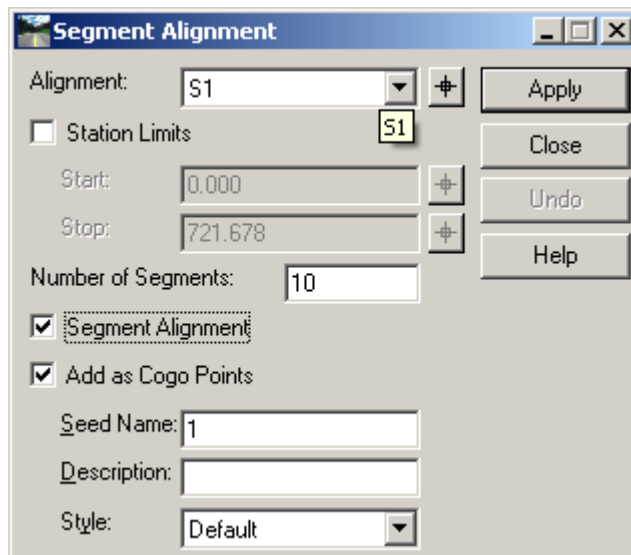 Segment Alignment
Alignment: S1
Apply
S1
Station Limits
Close
Start: 0.000
Undo
Stop: 721.678
Help
Number of Segments: 10
Segment Alignment
Add as Cogo Points
Seed Name: 1
Description:
Style: Default